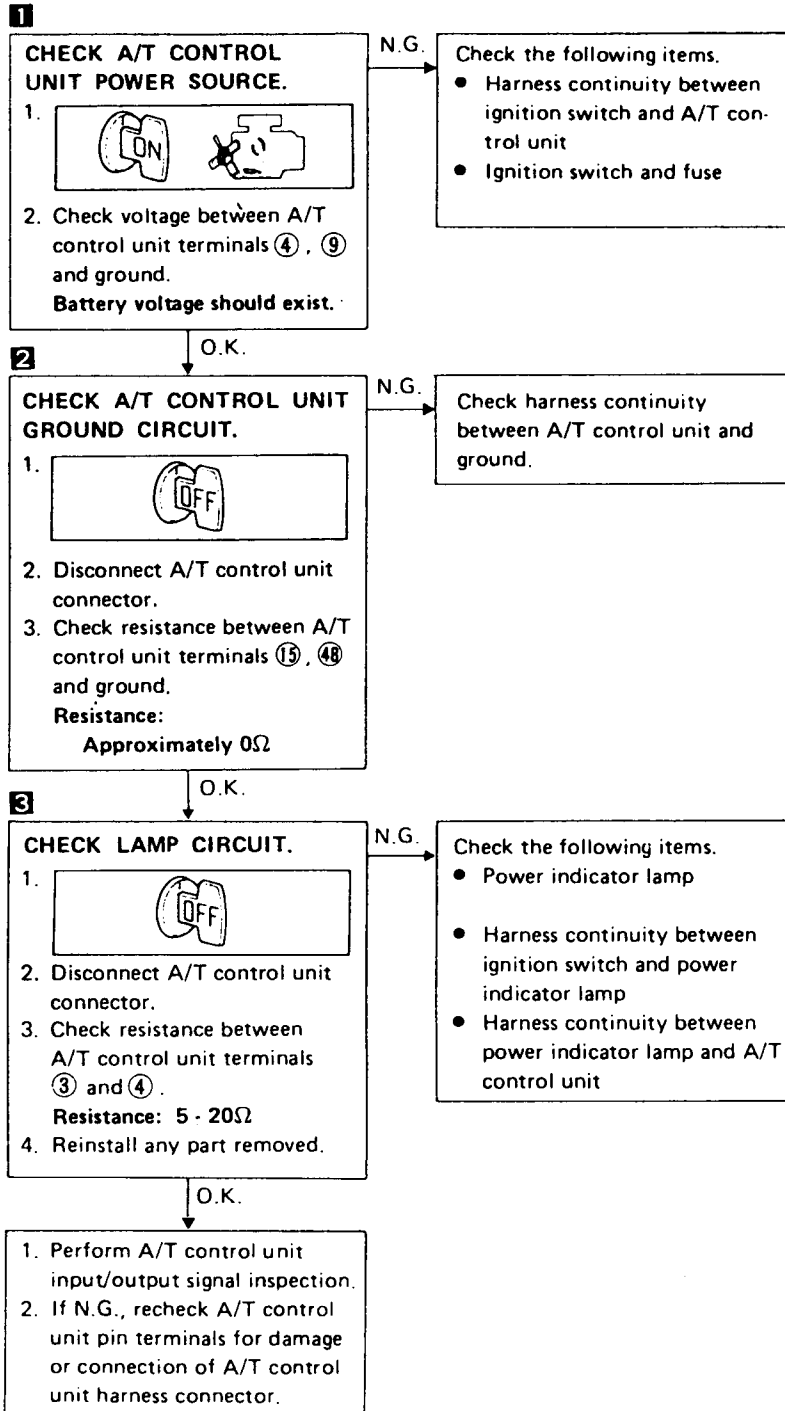 1
CHECK A/T CONTROL
UNIT POWER SOURCE.
1.
ON
2. Check voltage between A/T
control unit terminals ④, ⑨
and ground.
Battery voltage should exist.
N.G.
Check the following items.
● Harness continuity between
ignition switch and A/T con-
trol unit
● Ignition switch and fuse
O.K.
2
CHECK A/T CONTROL UNIT
GROUND CIRCUIT.
1.
OFF
2. Disconnect A/T control unit
connector.
3. Check resistance between A/T
control unit terminals ⑮, ㊽
and ground.
Resistance:
Approximately 0Ω
N.G.
Check harness continuity
between A/T control unit and
ground.
O.K.
3
CHECK LAMP CIRCUIT.
1.
OFF
2. Disconnect A/T control unit
connector.
3. Check resistance between
A/T control unit terminals
③ and ④.
Resistance: 5 - 20Ω
4. Reinstall any part removed.
N.G.
Check the following items.
● Power indicator lamp
● Harness continuity between
ignition switch and power
indicator lamp
● Harness continuity between
power indicator lamp and A/T
control unit
O.K.
1. Perform A/T control unit
input/output signal inspection.
2. If N.G., recheck A/T control
unit pin terminals for damage
or connection of A/T control
unit harness connector.